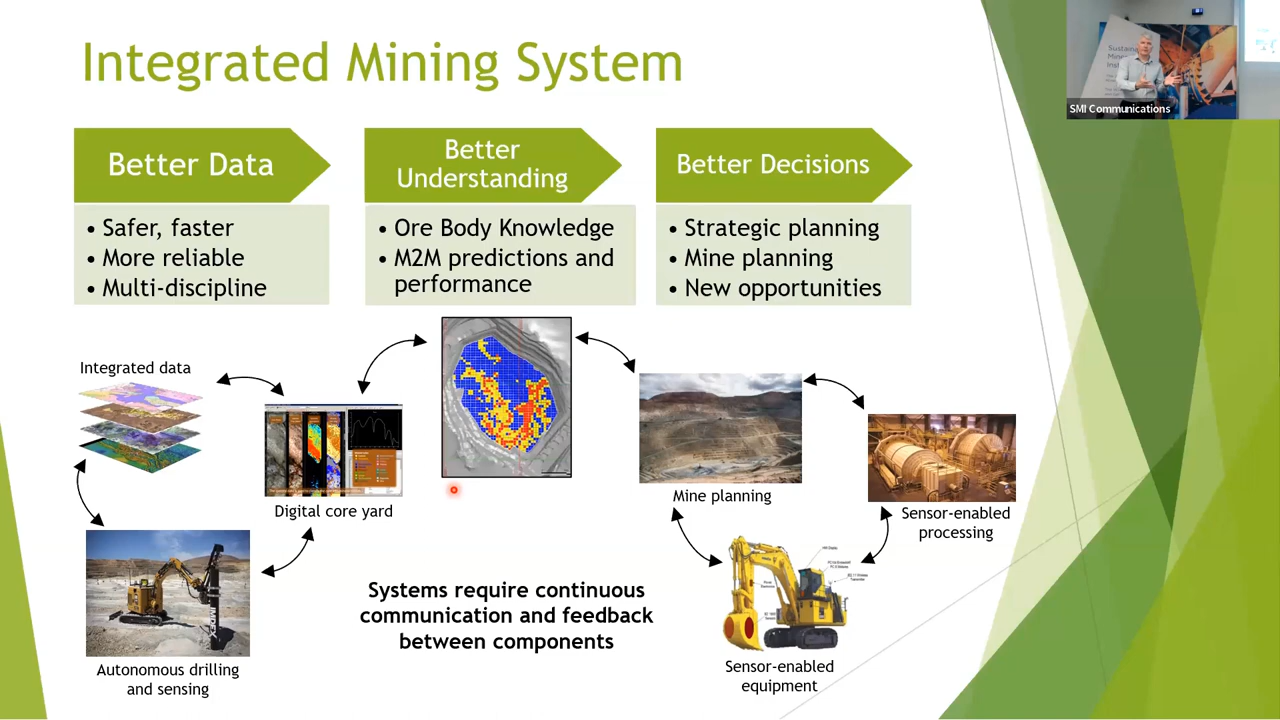 Integrated Mining System
SMI Communications
Better Data
Better
Understanding
Better Decisions
• Safer, faster
• More reliable
• Multi-discipline
• Ore Body Knowledge
• M2M predictions and
performance
• Strategic planning
• Mine planning
• New opportunities
Integrated data
Digital core yard
Mine planning
Sensor-enabled
processing
Autonomous drilling
and sensing
IMDEX
Systems require continuous
communication and feedback
between components
Sensor-enabled
equipment